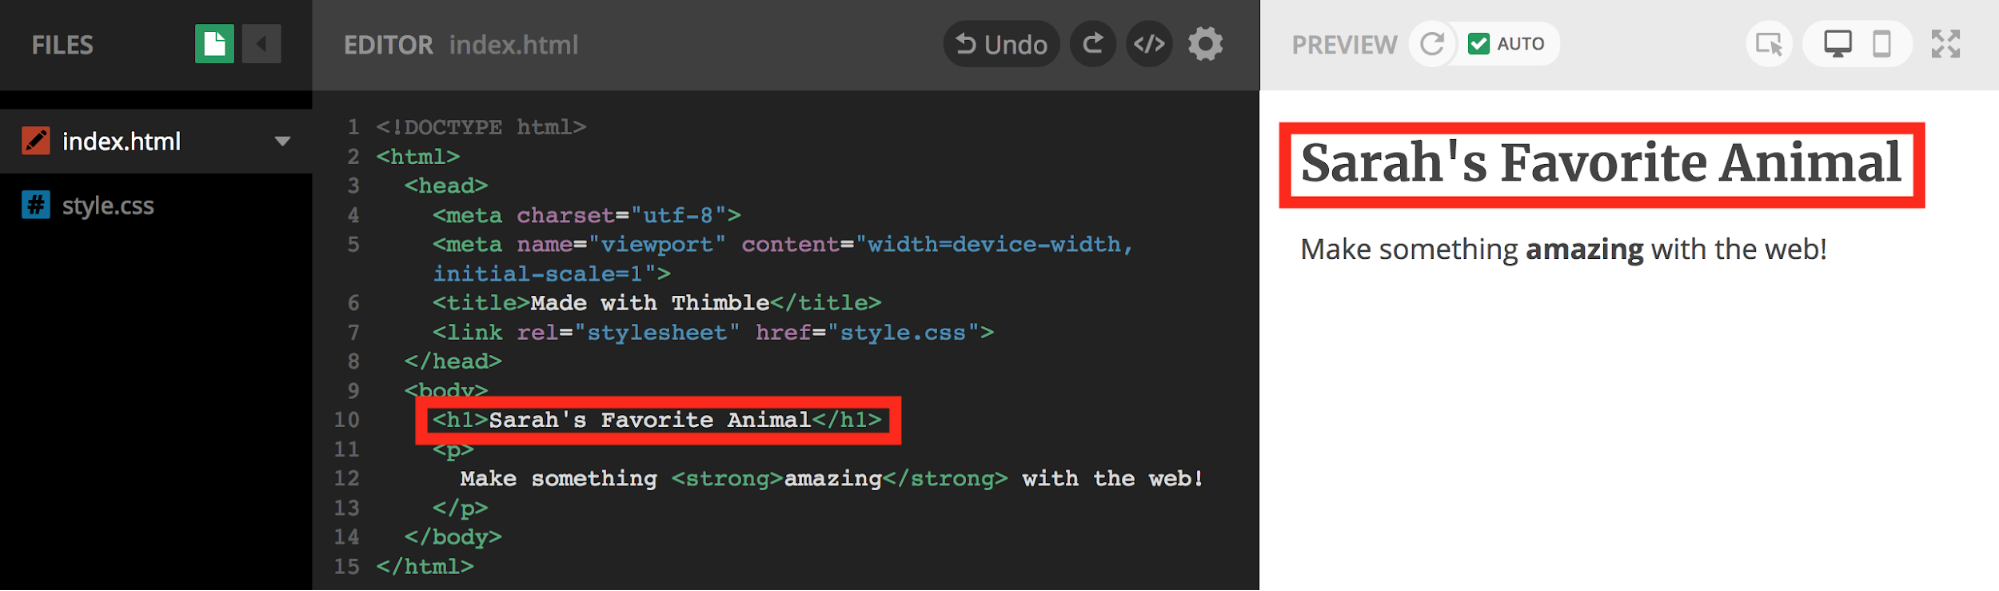 FILES
index.html
style.css
EDITOR index.html
Undo
1 <!DOCTYPE html>
2 <html>
3 <head>
4 <meta charset="utf-8">
5 <meta name="viewport" content="width=device-width,
initial-scale=1">
6 <title>Made with Thimble</title>
7 <link rel="stylesheet" href="style.css">
8 </head>
9 <body>
10 <h1>Sarah's Favorite Animal</h1>
11 <p>
12 Make something <strong>amazing</strong> with the web!
13 </p>
14 </body>
15 </html>
PREVIEW AUTO
Sarah's Favorite Animal
Make something amazing with the web!